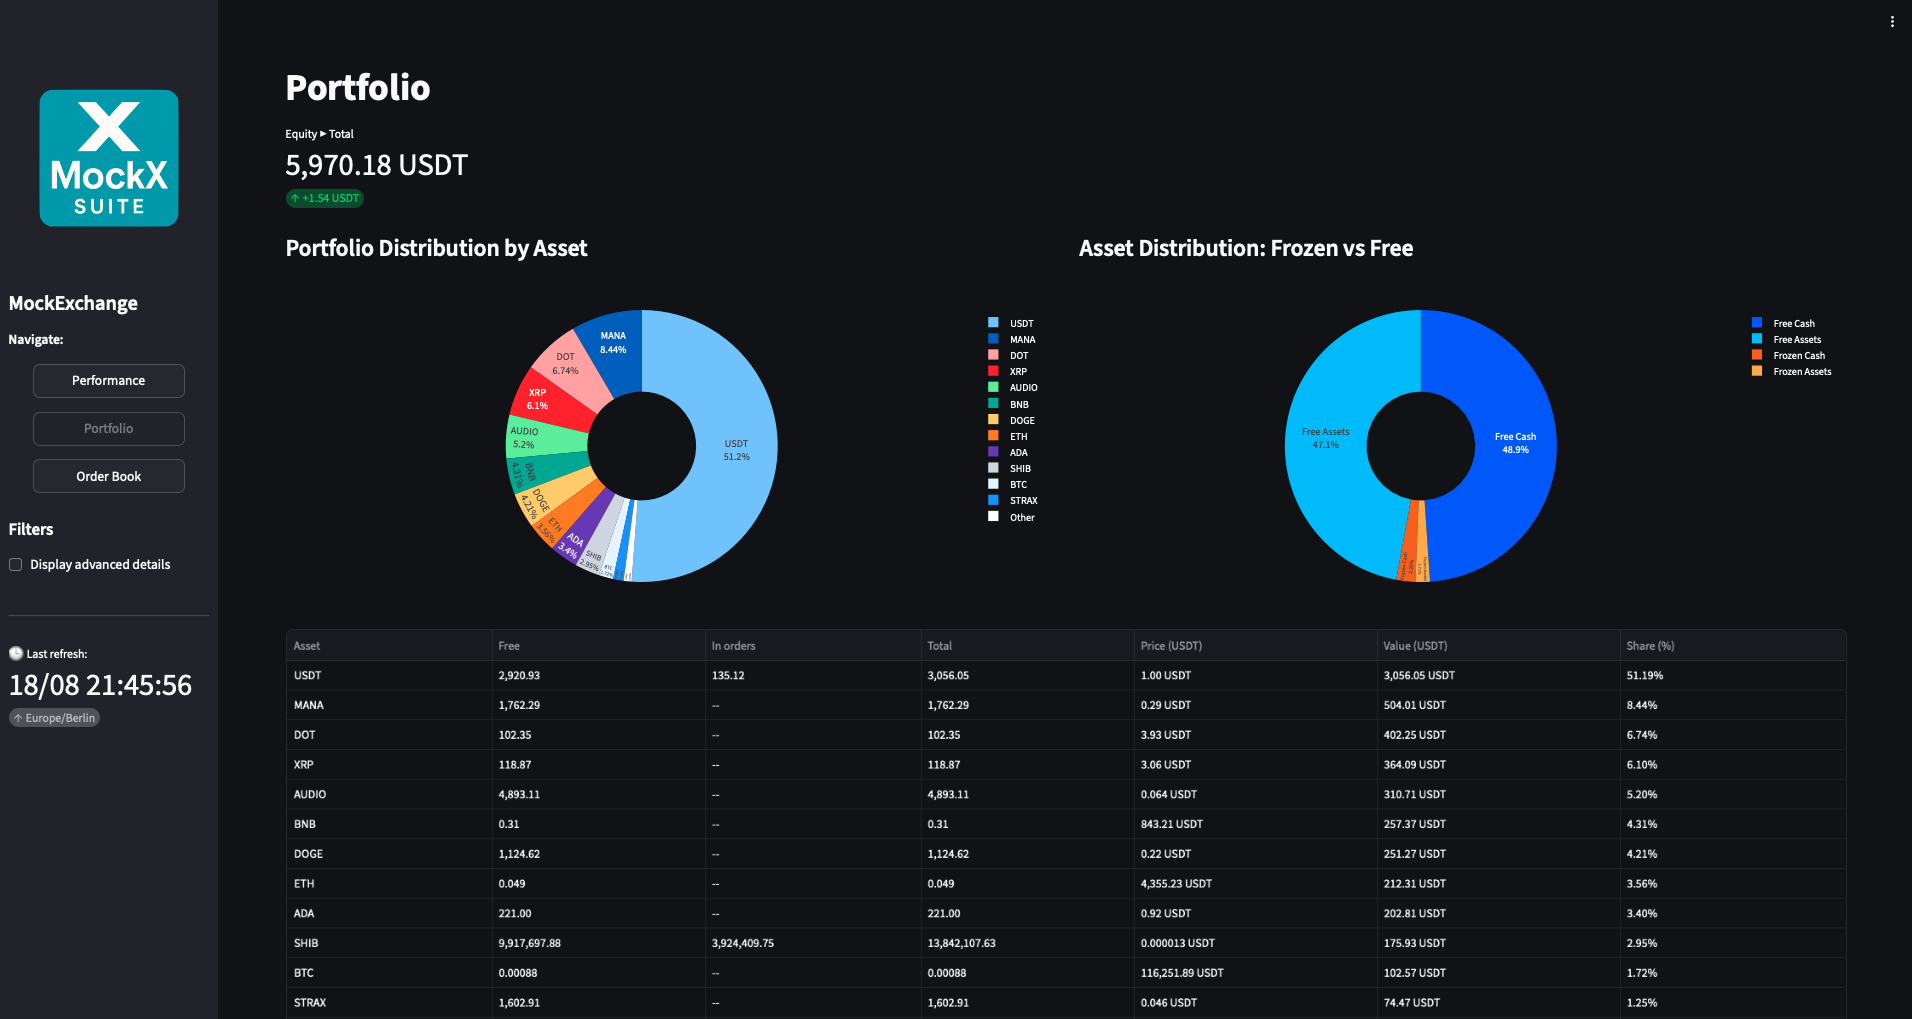 X
MockX
SUITE
MockExchange
Navigate:
Performance
Portfolio
Order Book
Filters
Display advanced details
Last refresh:
18/08 21:45:56
↑ Europe/Berlin
Portfolio
Equity ▸ Total
5,970.18 USDT
↑ +1.54 USDT
Portfolio Distribution by Asset
MANA
8.44%
DOT
6.74%
XRP
6.1%
AUDIO
5.2%
BNB
4.31%
DOGE
4.21%
ETH
3.56%
ADA
3.4%
SHIB
2.95%
BTC
1.72%
USDT
51.2%
USDT
MANA
DOT
XRP
AUDIO
BNB
DOGE
ETH
ADA
SHIB
BTC
STRAX
Other
Asset Distribution: Frozen vs Free
Free Assets
47.1%
Free Cash
48.9%
Frozen Cash
Frozen Assets
Free Cash
Free Assets
Frozen Cash
Frozen Assets
Asset Free In orders Total Price (USDT) Value (USDT) Share (%)
USDT 2,920.93 135.12 3,056.05 1.00 USDT 3,056.05 USDT 51.19%
MANA 1,762.29 -- 1,762.29 0.29 USDT 504.01 USDT 8.44%
DOT 102.35 -- 102.35 3.93 USDT 402.25 USDT 6.74%
XRP 118.87 -- 118.87 3.06 USDT 364.09 USDT 6.10%
AUDIO 4,893.11 -- 4,893.11 0.064 USDT 310.71 USDT 5.20%
BNB 0.31 -- 0.31 843.21 USDT 257.37 USDT 4.31%
DOGE 1,124.62 -- 1,124.62 0.22 USDT 251.27 USDT 4.21%
ETH 0.049 -- 0.049 4,355.23 USDT 212.31 USDT 3.56%
ADA 221.00 -- 221.00 0.92 USDT 202.81 USDT 3.40%
SHIB 9,917,697.88 3,924,409.75 13,842,107.63 0.000013 USDT 175.93 USDT 2.95%
BTC 0.00088 -- 0.00088 116,251.89 USDT 102.57 USDT 1.72%
STRAX 1,602.91 -- 1,602.91 0.046 USDT 74.47 USDT 1.25%